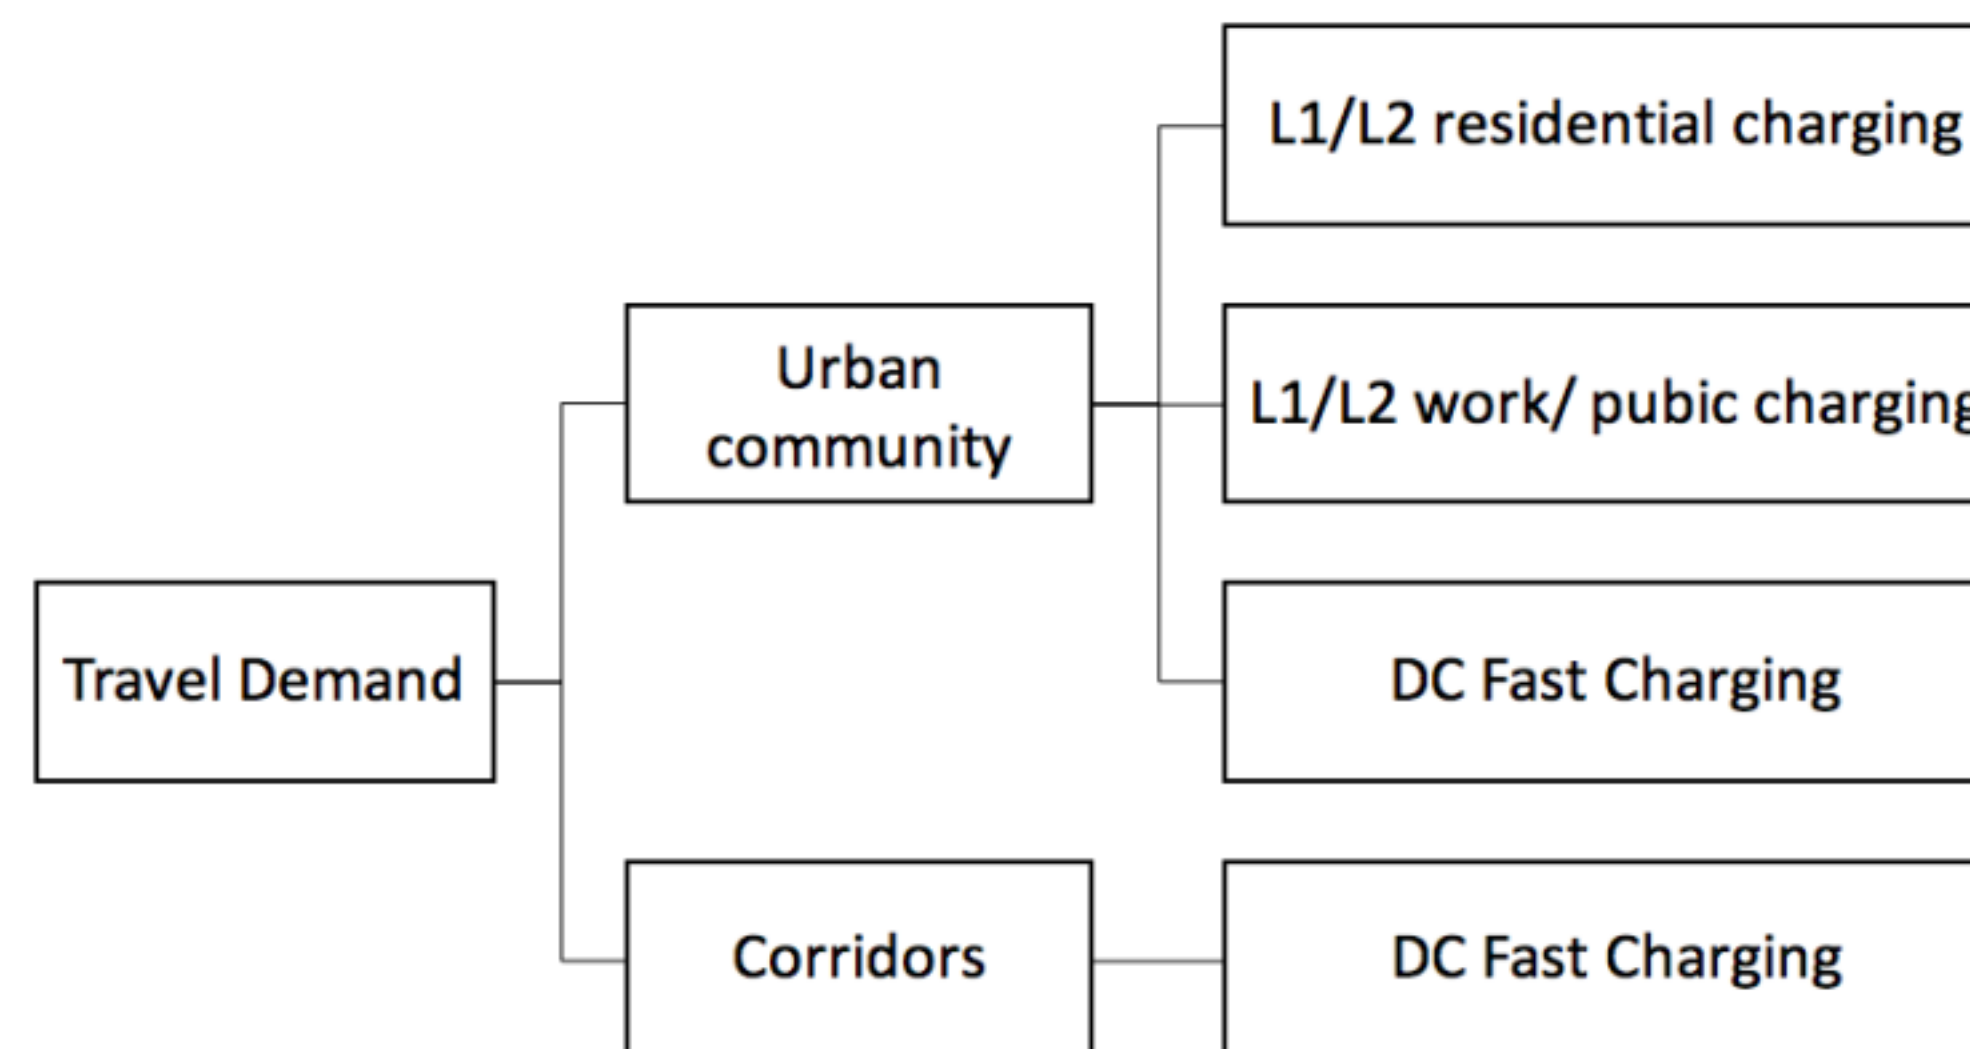 L1/L2 residential charging
Urban
community
L1/L2 work/ pubic charging
Travel Demand
DC Fast Charging
Corridors
DC Fast Charging